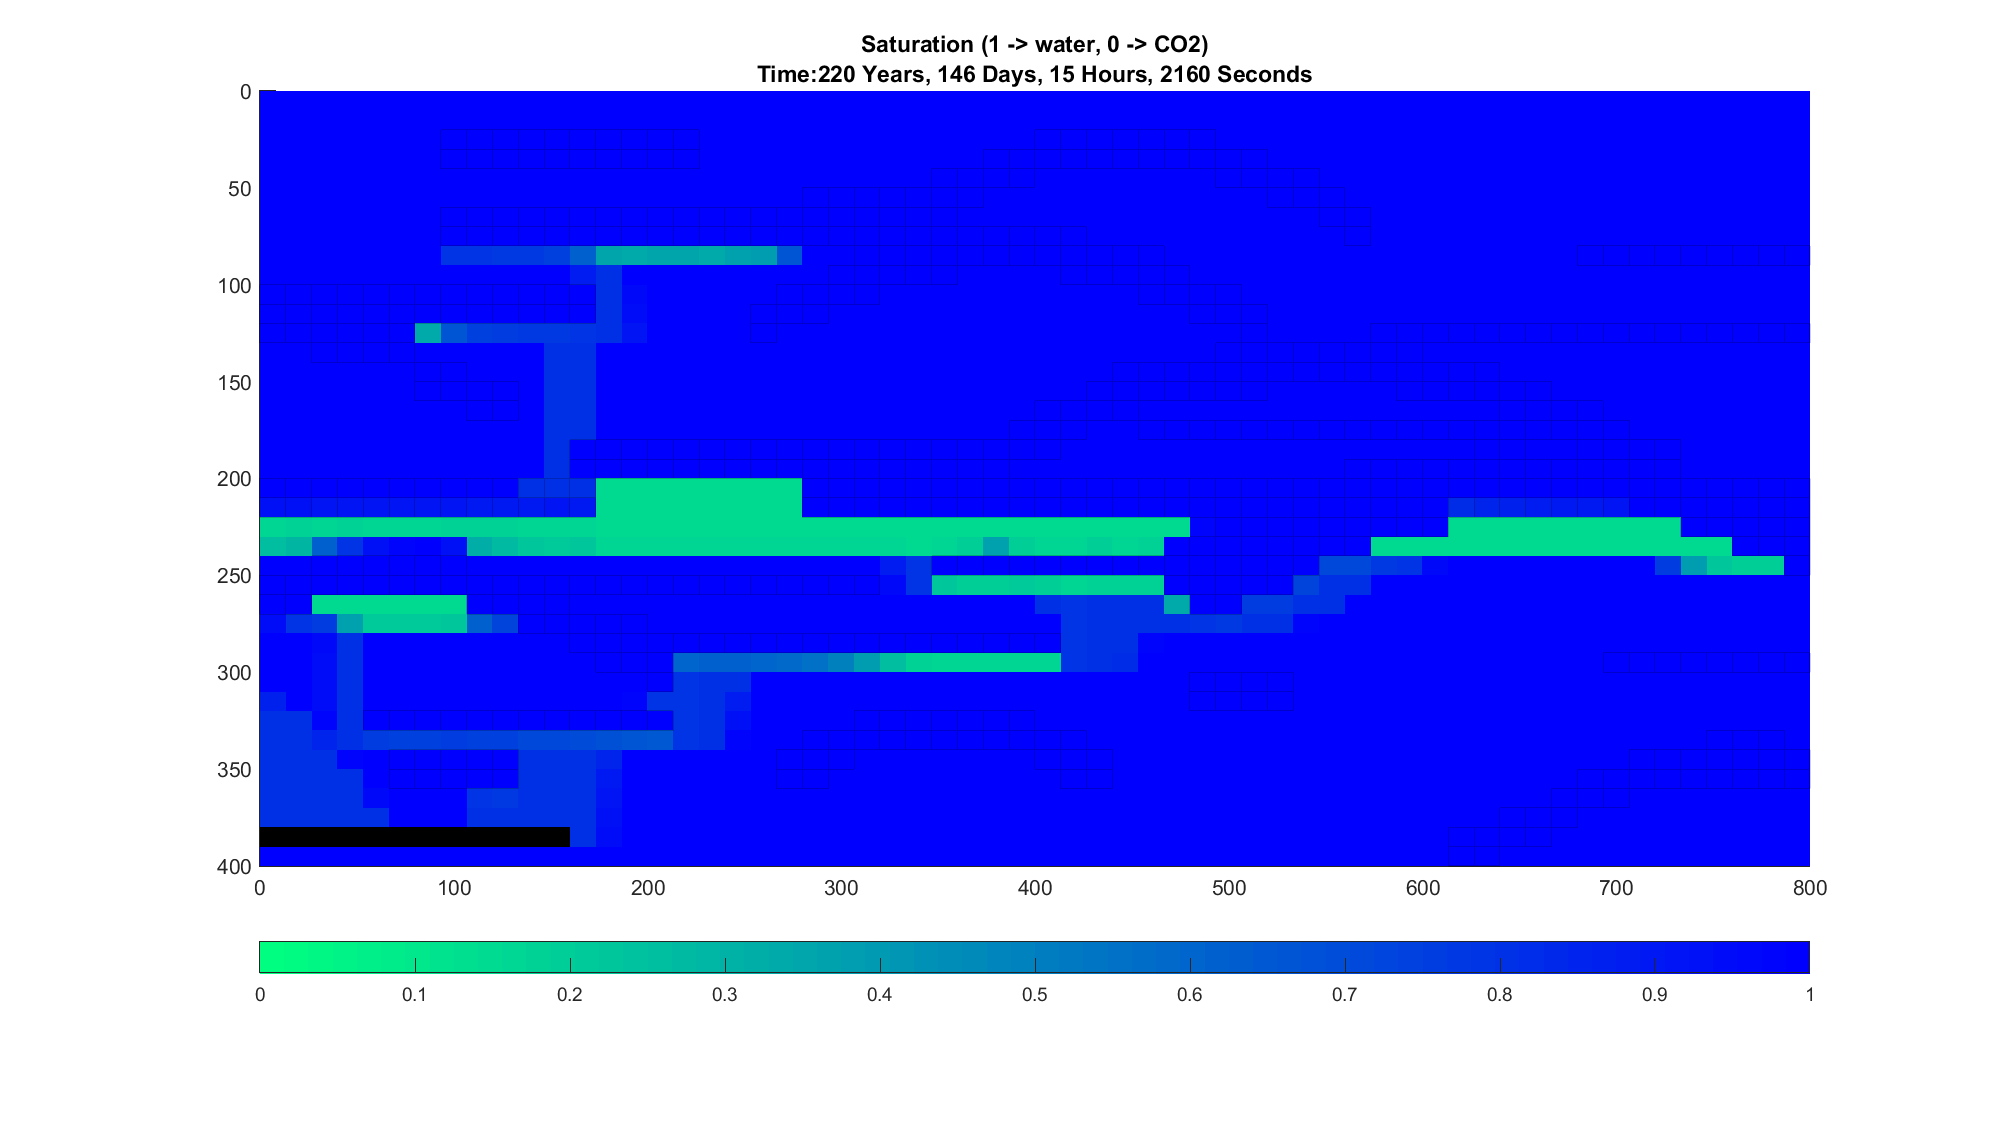 Saturation (1 -> water, 0 -> CO2)
Time:220 Years, 146 Days, 15 Hours, 2160 Seconds
0
50
100
150
200
250
300
350
400
0 100 200 300 400 500 600 700 800
0 0.1 0.2 0.3 0.4 0.5 0.6 0.7 0.8 0.9 1